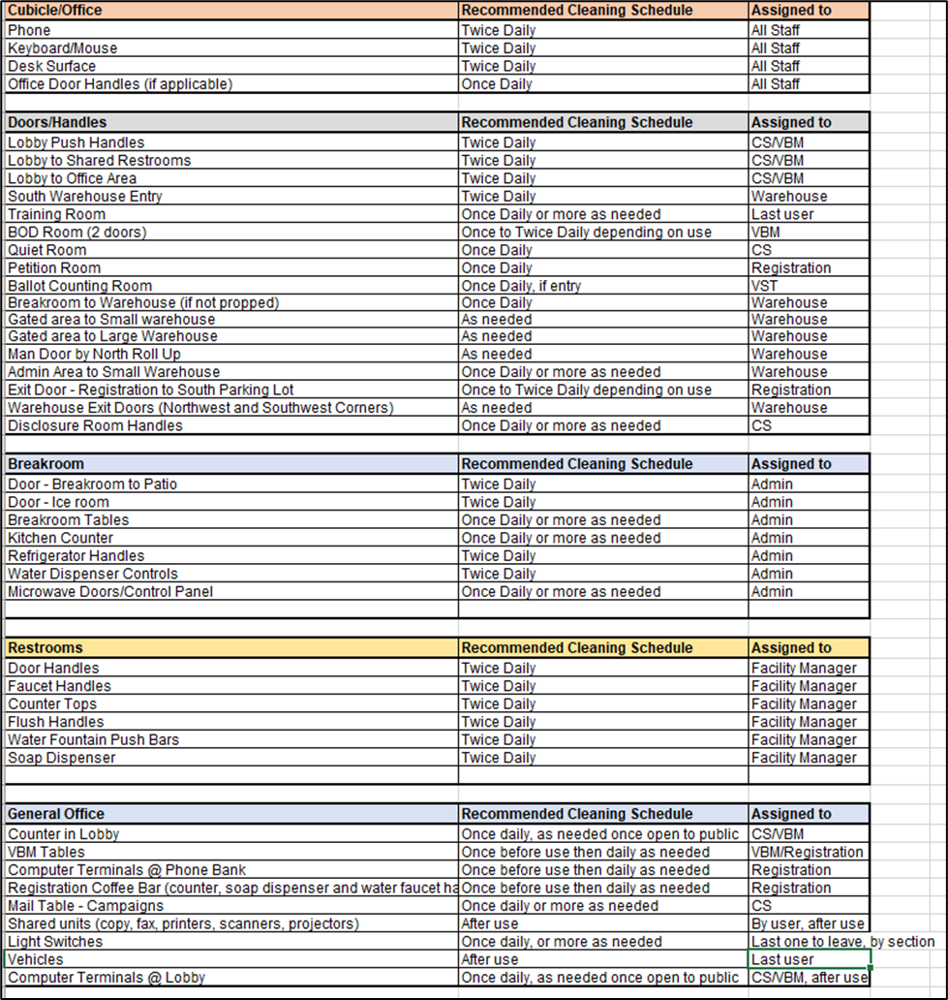 Cubicle/Office Recommended Cleaning Schedule Assigned to
Phone Twice Daily All Staff
Keyboard/Mouse Twice Daily All Staff
Desk Surface Twice Daily All Staff
Office Door Handles (if applicable) Once Daily All Staff
Doors/Handles Recommended Cleaning Schedule Assigned to
Lobby Push Handles Twice Daily CS/VBM
Lobby to Shared Restrooms Twice Daily CS/VBM
Lobby to Office Area Twice Daily CS/VBM
South Warehouse Entry Twice Daily Warehouse
Training Room Once Daily or more as needed Last user
BOD Room (2 doors) Once to Twice Daily depending on use VBM
Quiet Room Once Daily CS
Petition Room Once Daily Registration
Ballot Counting Room Once Daily, if entry VST
Breakroom to Warehouse (if not propped) Once Daily Warehouse
Gated area to Small warehouse As needed Warehouse
Gated area to Large Warehouse As needed Warehouse
Man Door by North Roll Up As needed Warehouse
Admin Area to Small Warehouse Once Daily or more as needed Warehouse
Exit Door - Registration to South Parking Lot Once to Twice Daily depending on use Registration
Warehouse Exit Doors (Northwest and Southwest Corners) As needed Warehouse
Disclosure Room Handles Once Daily or more as needed CS
Breakroom Recommended Cleaning Schedule Assigned to
Door - Breakroom to Patio Twice Daily Admin
Door - Ice room Twice Daily Admin
Breakroom Tables Once Daily or more as needed Admin
Kitchen Counter Once Daily or more as needed Admin
Refrigerator Handles Twice Daily Admin
Water Dispenser Controls Twice Daily Admin
Microwave Doors/Control Panel Once Daily or more as needed Admin
Restrooms Recommended Cleaning Schedule Assigned to
Door Handles Twice Daily Facility Manager
Faucet Handles Twice Daily Facility Manager
Counter Tops Twice Daily Facility Manager
Flush Handles Twice Daily Facility Manager
Water Fountain Push Bars Twice Daily Facility Manager
Soap Dispenser Twice Daily Facility Manager
General Office Recommended Cleaning Schedule Assigned to
Counter in Lobby Once daily, as needed once open to public CS/VBM
VBM Tables Once before use then daily as needed VBM/Registration
Computer Terminals @ Phone Bank Once before use then daily as needed Registration
Registration Coffee Bar (counter, soap dispenser and water faucet ha Once before use then daily as needed Registration
Mail Table - Campaigns Once daily or more as needed CS
Shared units (copy, fax, printers, scanners, projectors) After use By user, after use
Light Switches Once daily, or more as needed Last one to leave, by section
Vehicles After use Last user
Computer Terminals @ Lobby Once daily, as needed once open to public CS/VBM, after use